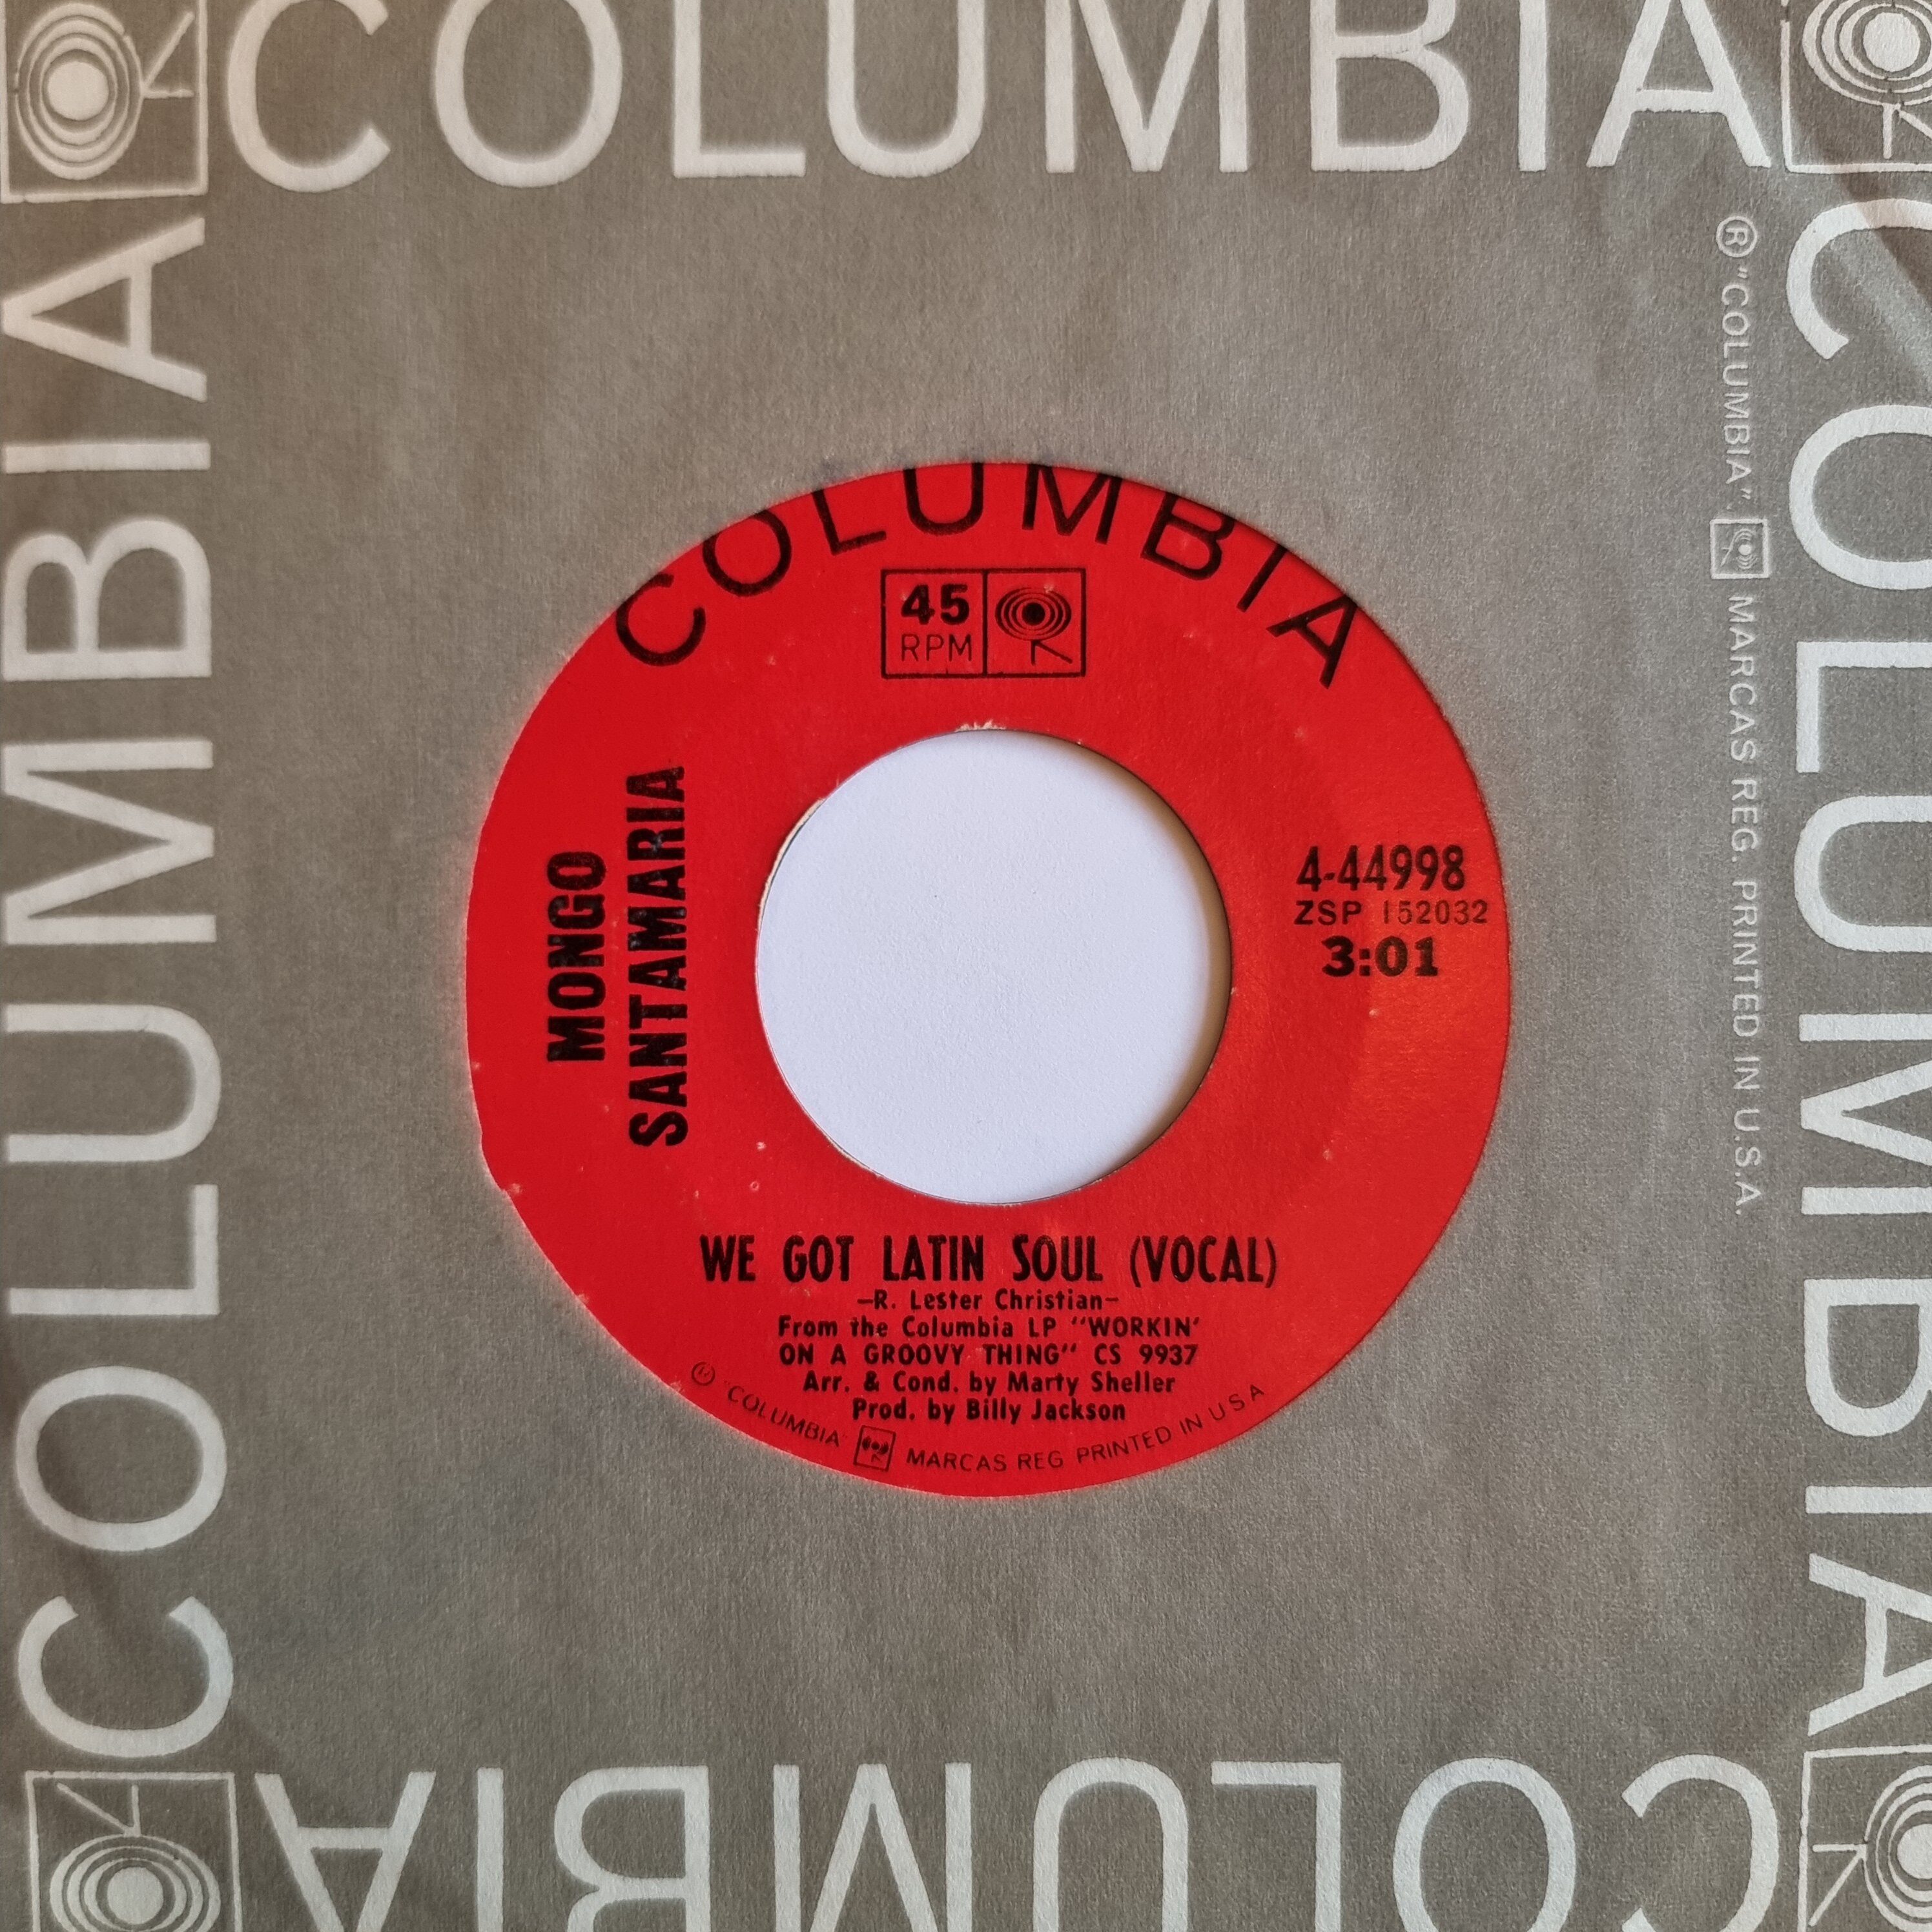 COLUMBIA
COLUMBIA
COLUMBIA
COLUMBIA
® "COLUMBIA", MARCAS REG. PRINTED IN U.S.A.
COLUMBIA
45
RPM
MONGO
SANTAMARIA
4-44998
ZSP 152032
3:01
WE GOT LATIN SOUL (VOCAL)
–R. Lester Christian–
From the Columbia LP "WORKIN'
ON A GROOVY THING" CS 9937
Arr. & Cond. by Marty Sheller
Prod. by Billy Jackson
"COLUMBIA MARCAS REG PRINTED IN U S A